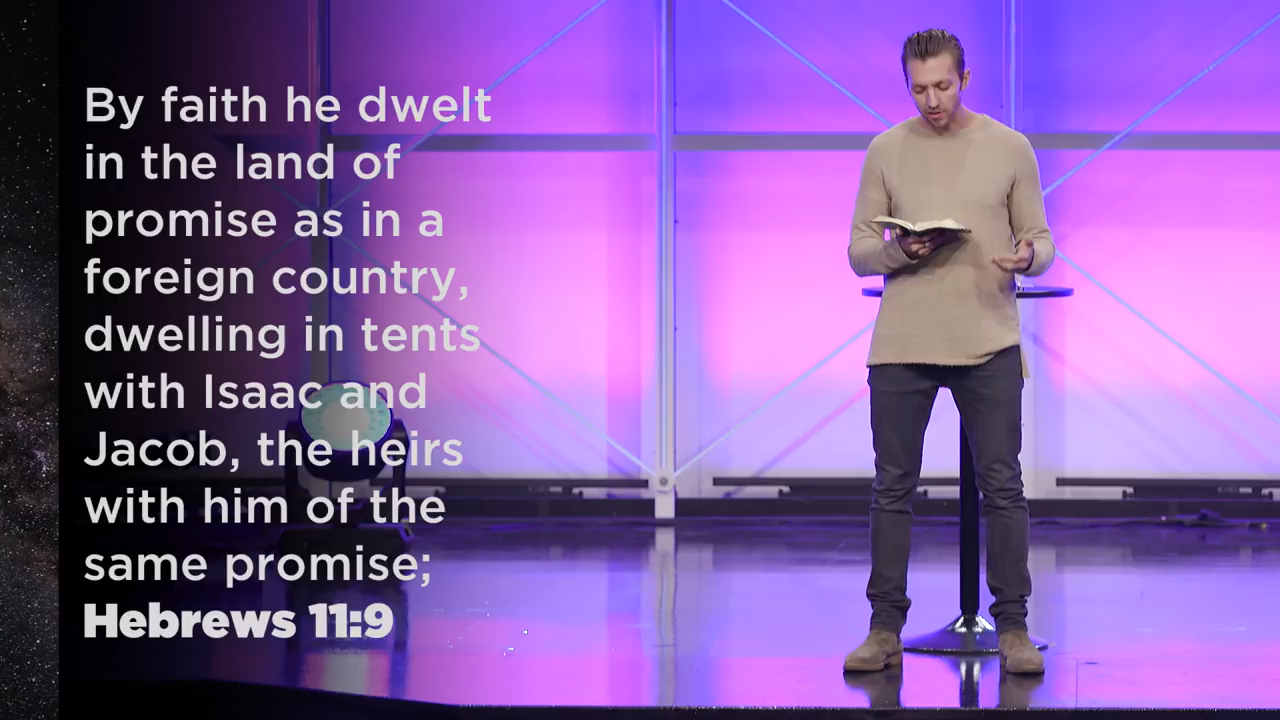 By faith he dwelt
in the land of
promise as in a
foreign country,
dwelling in tents
with Isaac and
Jacob, the heirs
with him of the
same promise;
Hebrews 11:9